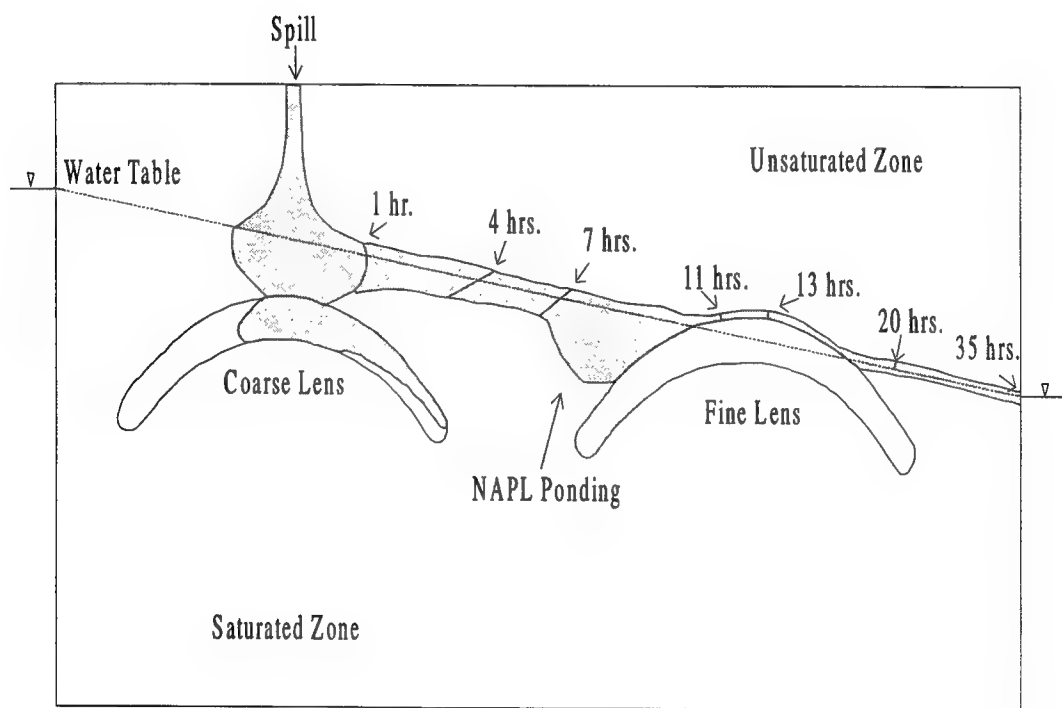 Spill
Water Table
Unsaturated Zone
1 hr.
4 hrs.
7 hrs.
11 hrs.
13 hrs.
20 hrs.
35 hrs.
Coarse Lens
Fine Lens
NAPL Ponding
Saturated Zone